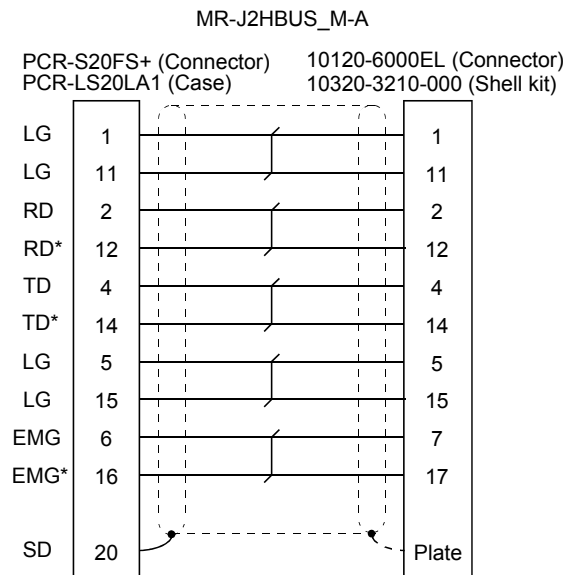 MR-J2HBUS_M-A
PCR-S20FS+ (Connector) 10120-6000EL (Connector)
PCR-LS20LA1 (Case) 10320-3210-000 (Shell kit)
LG 1 1
LG 11 11
RD 2 2
RD* 12 12
TD 4 4
TD* 14 14
LG 5 5
LG 15 15
EMG 6 7
EMG* 16 17
SD 20 Plate